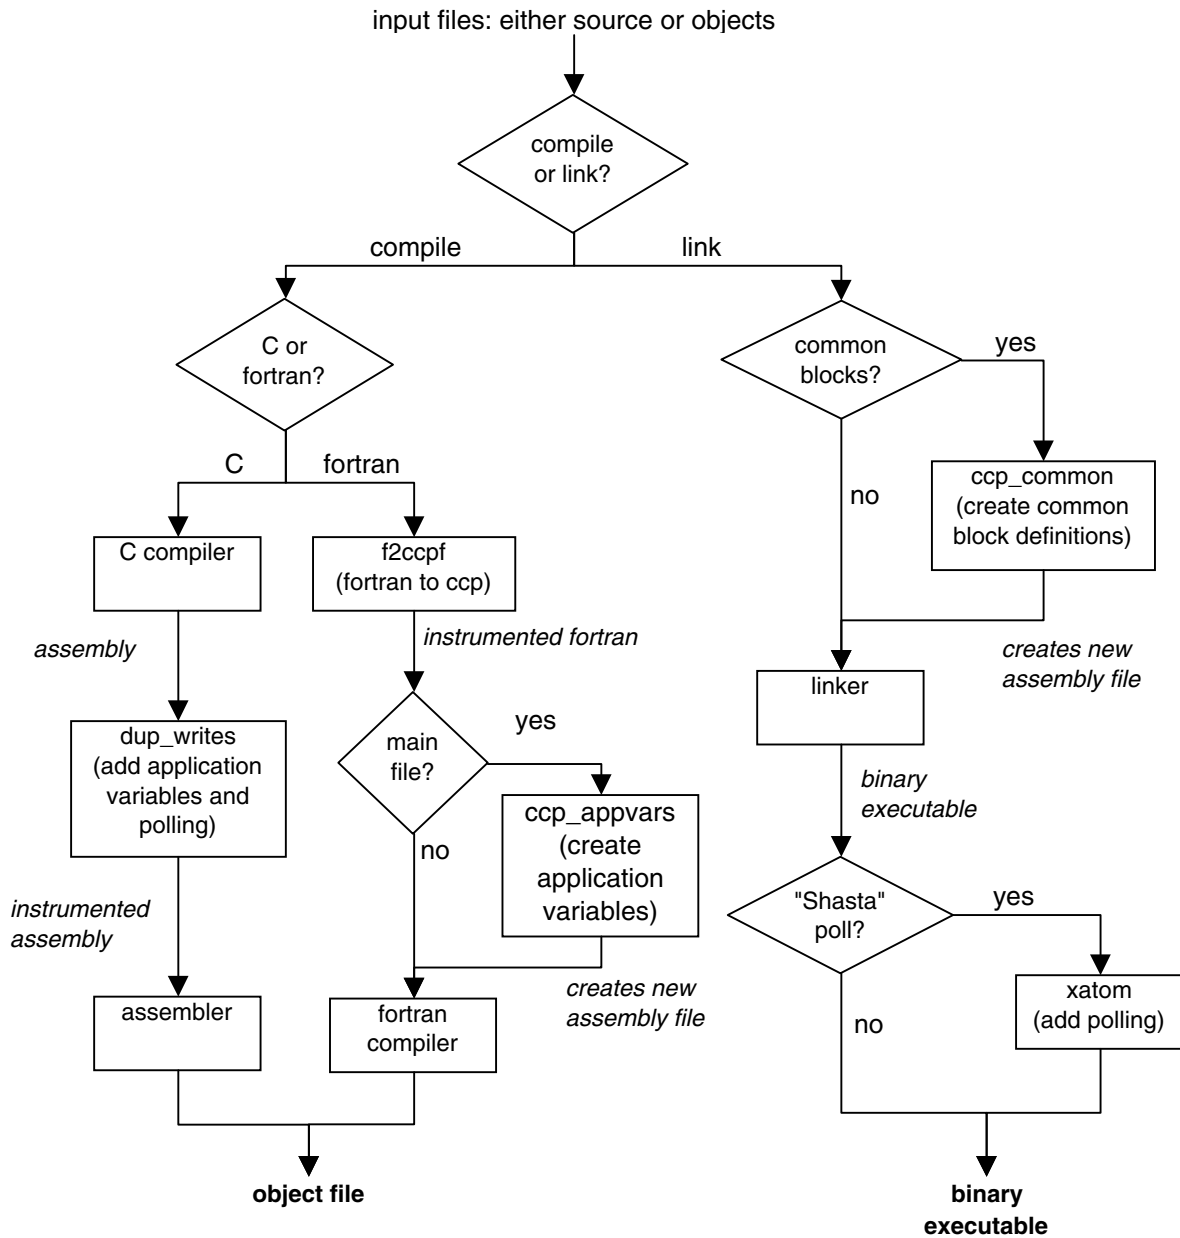 input files: either source or objects
compile
or link?
compile
link
C or
fortran?
common
blocks?
yes
C
fortran
no
ccp_common
(create common
block definitions)
C compiler
f2ccpf
(fortran to ccp)
assembly
instrumented fortran
creates new
assembly file
linker
dup_writes
(add application
variables and
polling)
main
file?
yes
binary
executable
ccp_appvars
(create
application
variables)
no
"Shasta"
poll?
yes
instrumented
assembly
creates new
assembly file
assembler
fortran
compiler
no
xatom
(add polling)
object file
binary
executable